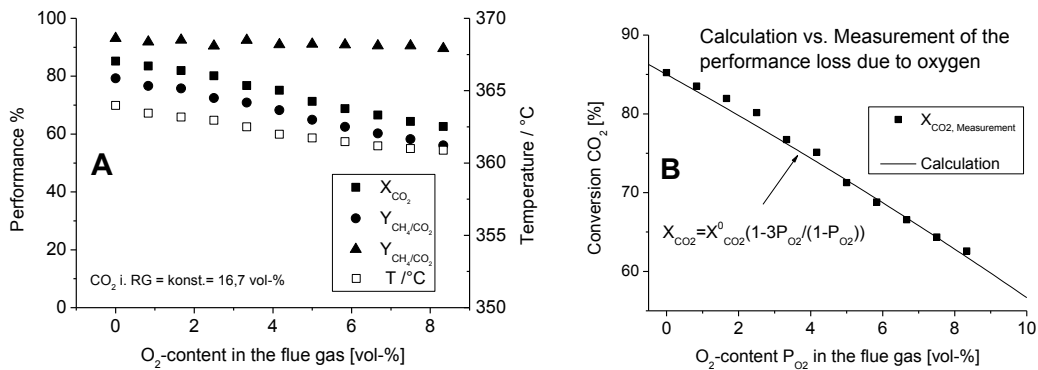 100
80
60
40
20
0
Performance %
370
365
360
355
350
Temperature / °C
A
X_CO₂
Y_CH₄/CO₂
Y_CH₄/CO₂
T /°C
CO₂ i. RG = konst.= 16,7 vol-%
0 2 4 6 8
O₂-content in the flue gas [vol-%]
Calculation vs. Measurement of the
performance loss due to oxygen
90
80
70
60
Conversion CO₂ [%]
X_CO2, Measurement
Calculation
B
X_CO2=X⁰_CO2(1-3P_O2/(1-P_O2))
0 2 4 6 8 10
O₂-content P_O2 in the flue gas [vol-%]